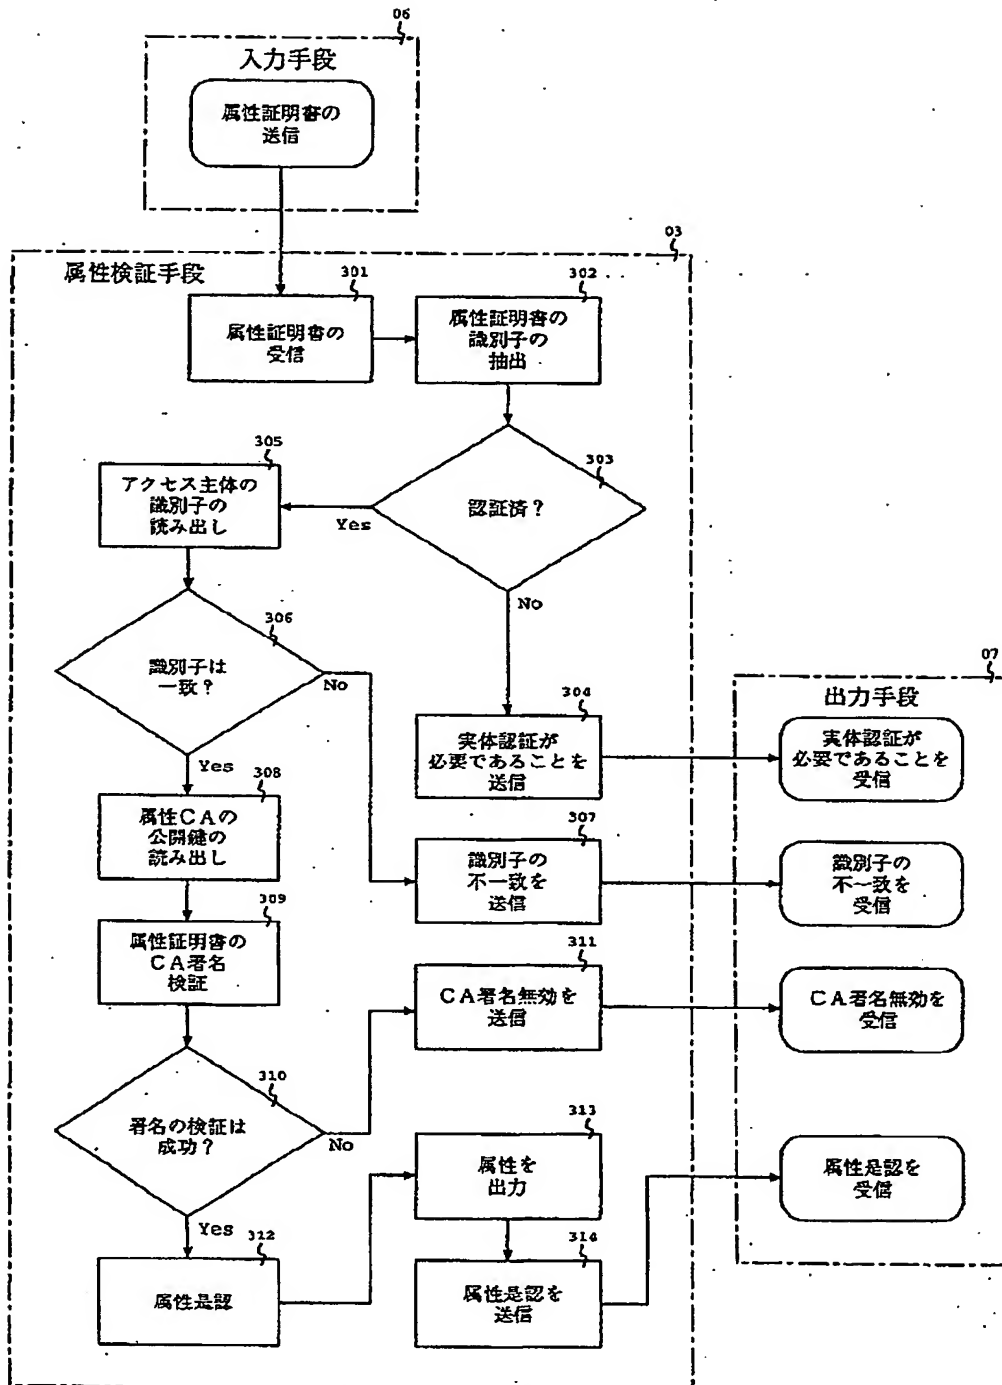 06
入力手段
属性証明書の
送信
03
属性検証手段
301
属性証明書の
受信
302
属性証明書の
識別子の
抽出
303
認証済？
Yes
No
305
アクセス主体の
識別子の
読み出し
306
識別子は
一致？
No
Yes
304
実体認証が
必要であることを
送信
07
出力手段
実体認証が
必要であることを
受信
308
属性CAの
公開鍵の
読み出し
307
識別子の
不一致を
送信
識別子の
不一致を
受信
309
属性証明書の
CA署名
検証
311
CA署名無効を
送信
CA署名無効を
受信
310
署名の検証は
成功？
No
Yes
313
属性を
出力
属性是認を
受信
312
属性是認
314
属性是認を
送信